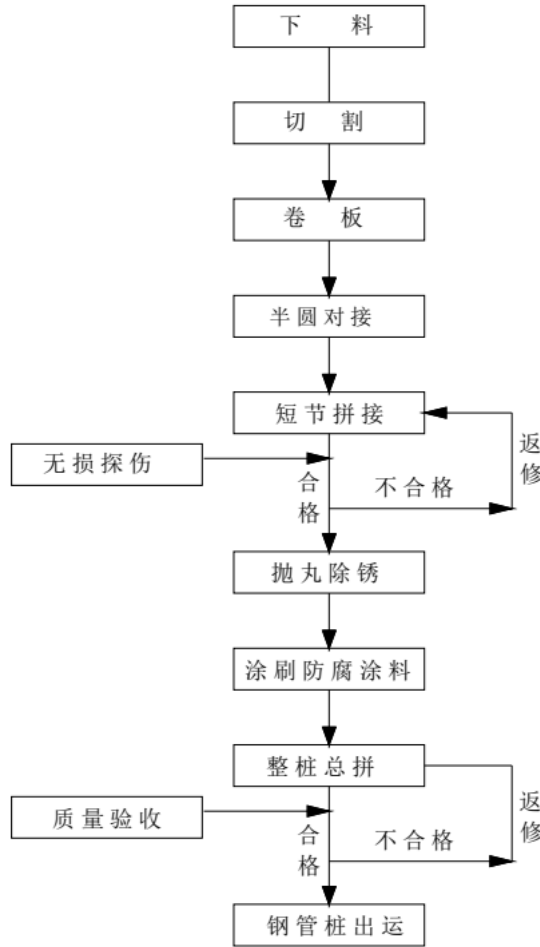 下 料
切 割
卷 板
半圆对接
短节拼接
无损探伤
合格
不合格
返修
抛丸除锈
涂刷防腐涂料
整桩总拼
质量验收
合格
不合格
返修
钢管桩出运